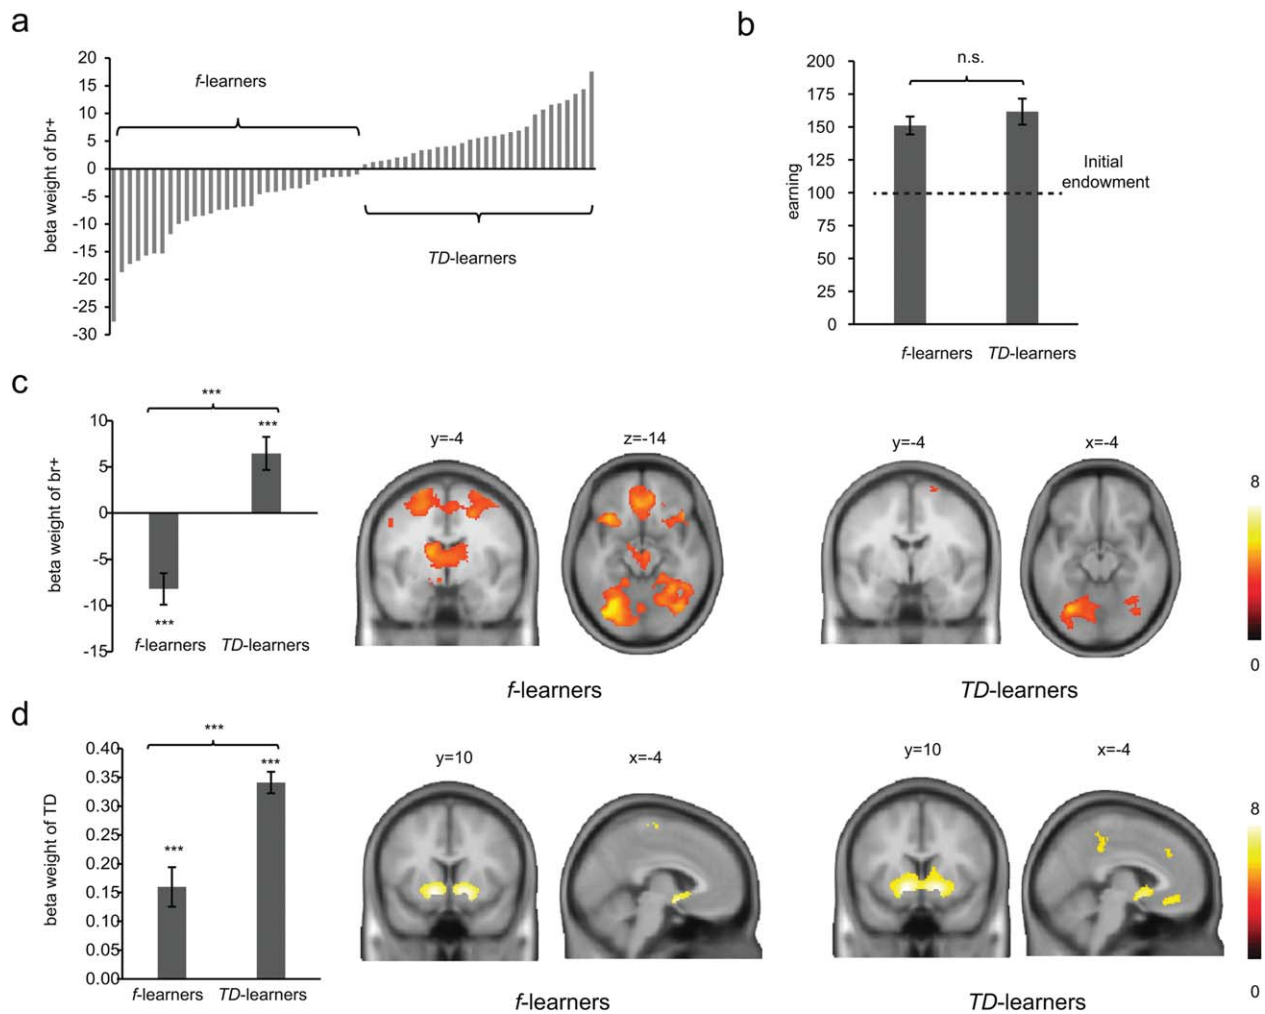 a
20
15
10
5
0
-5
-10
-15
-20
-25
-30
beta weight of br+
f-learners
TD-learners
b
200
175
150
125
100
75
50
25
0
earning
n.s.
Initial
endowment
f-learners TD-learners
c
10
5
0
-5
-10
-15
beta weight of br+
***
***
***
f-learners TD-learners
y=-4
z=-14
f-learners
y=-4
x=-4
TD-learners
8
0
d
0.40
0.35
0.30
0.25
0.20
0.15
0.10
0.05
0.00
beta weight of TD
***
***
***
f-learners TD-learners
y=10
x=-4
f-learners
y=10
x=-4
TD-learners
8
0